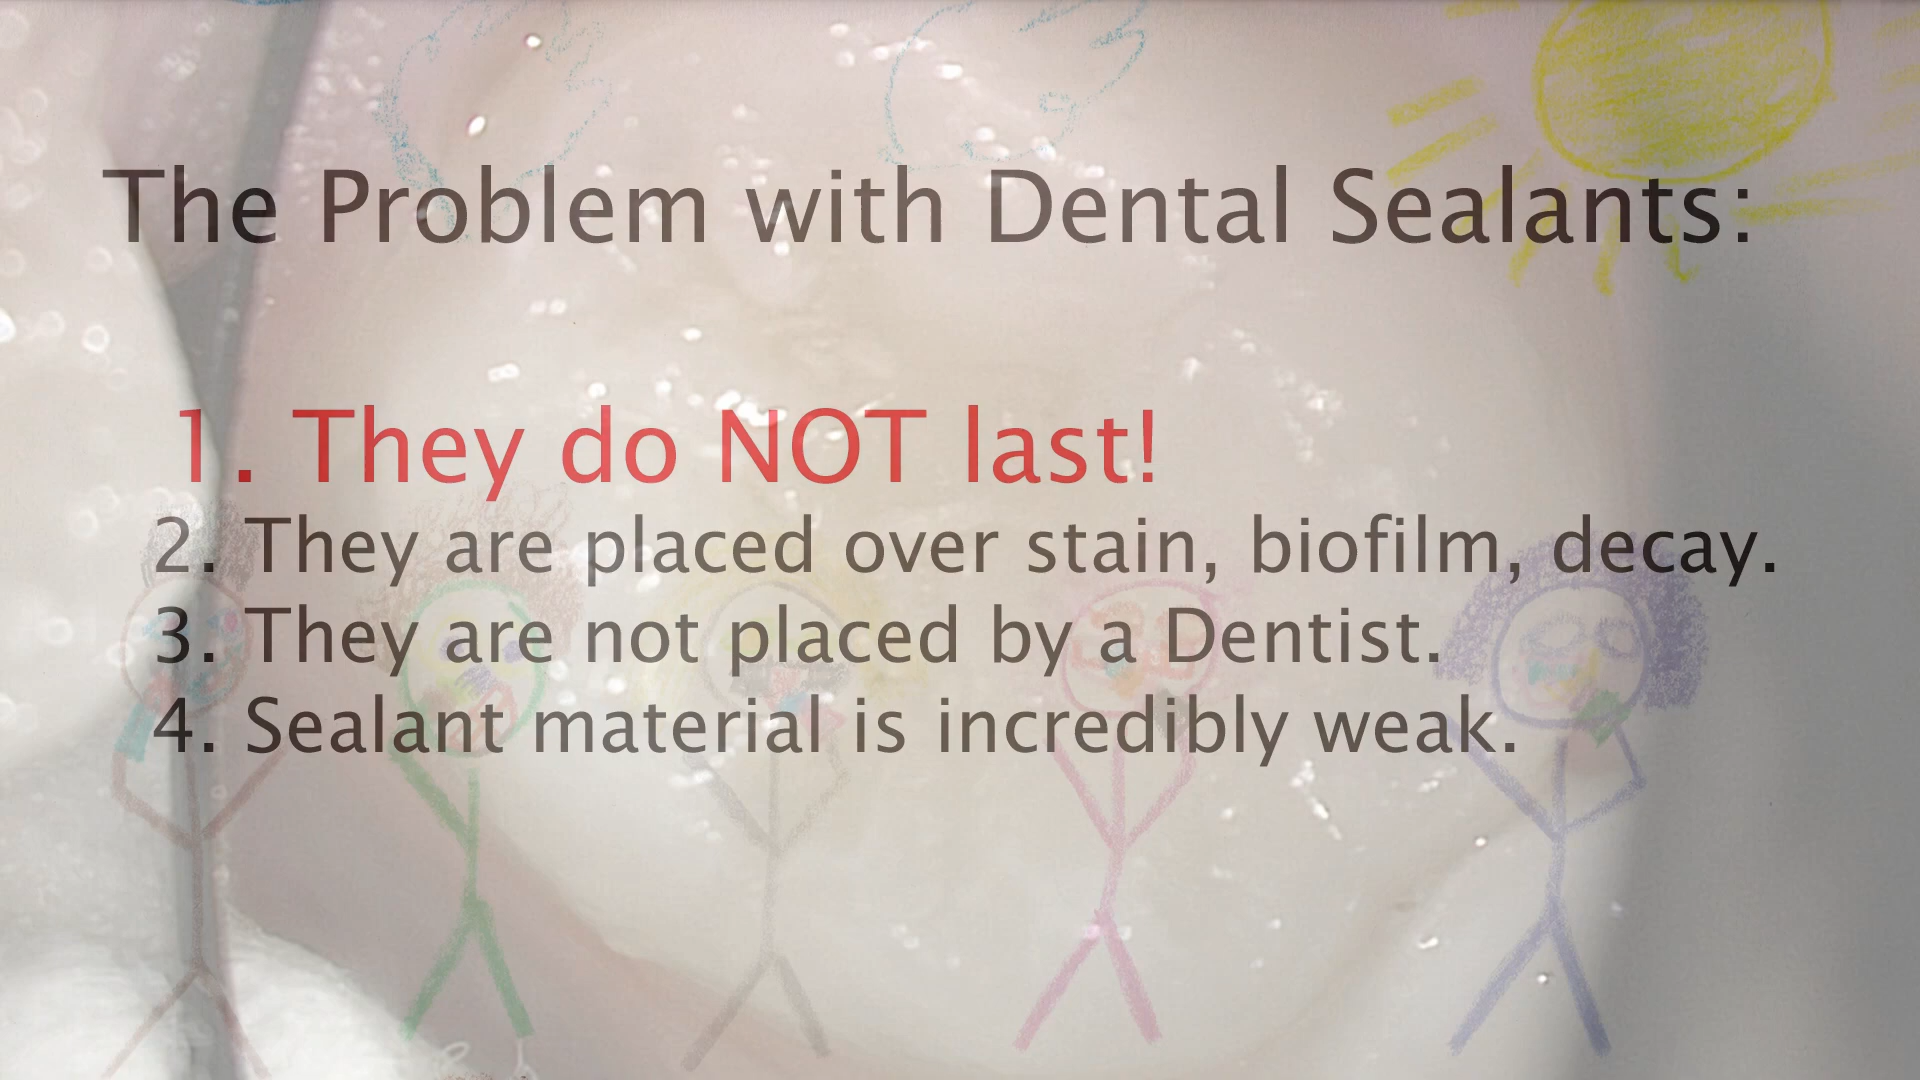 The Problem with Dental Sealants:
1. They do NOT last!
2. They are placed over stain, biofilm, decay.
3. They are not placed by a Dentist.
4. Sealant material is incredibly weak.